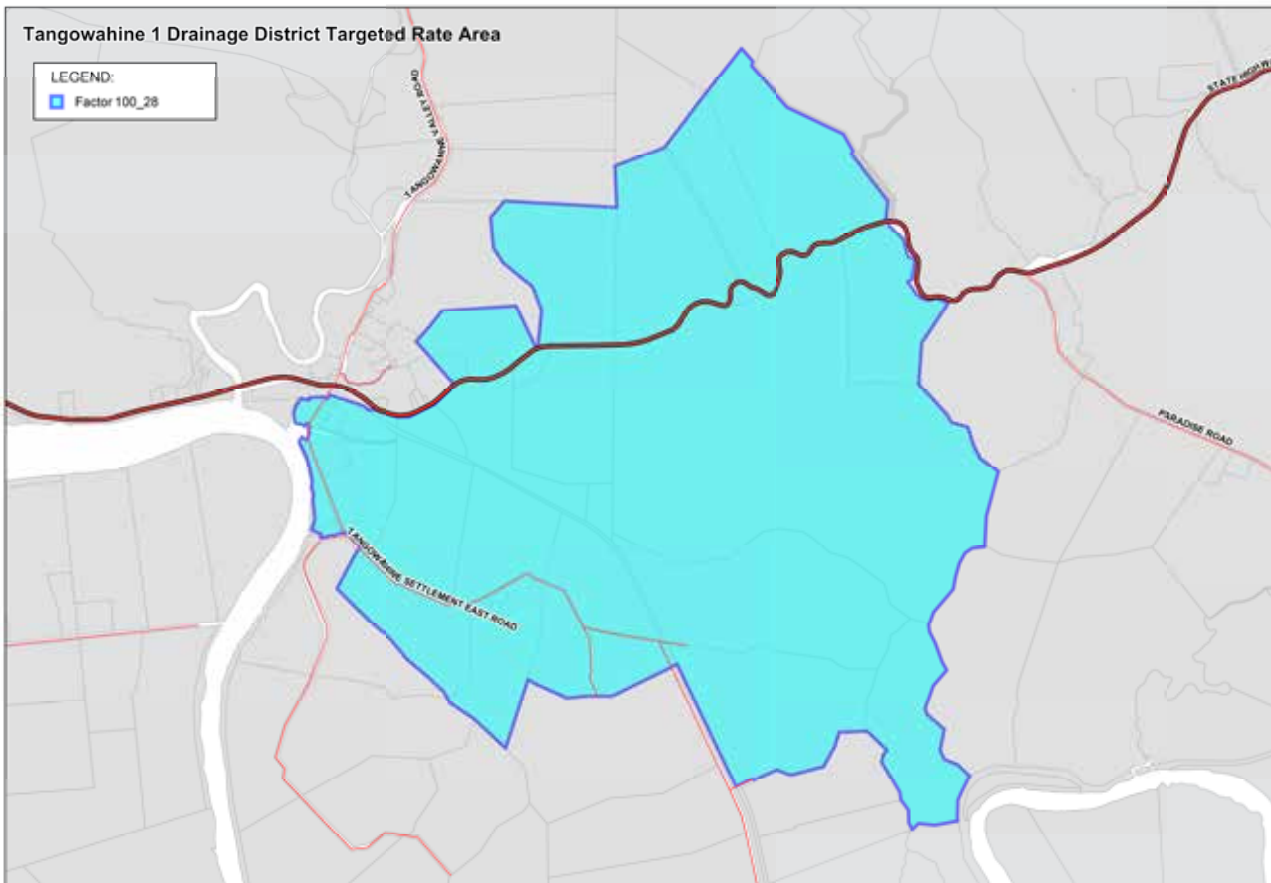 Tangowahine 1 Drainage District Targeted Rate Area
LEGEND:
Factor 100_28
TANGOWAHINE VALLEY ROAD
STATE HIGHW
PARADISE ROAD
TANGOWAHINE SETTLEMENT EAST ROAD